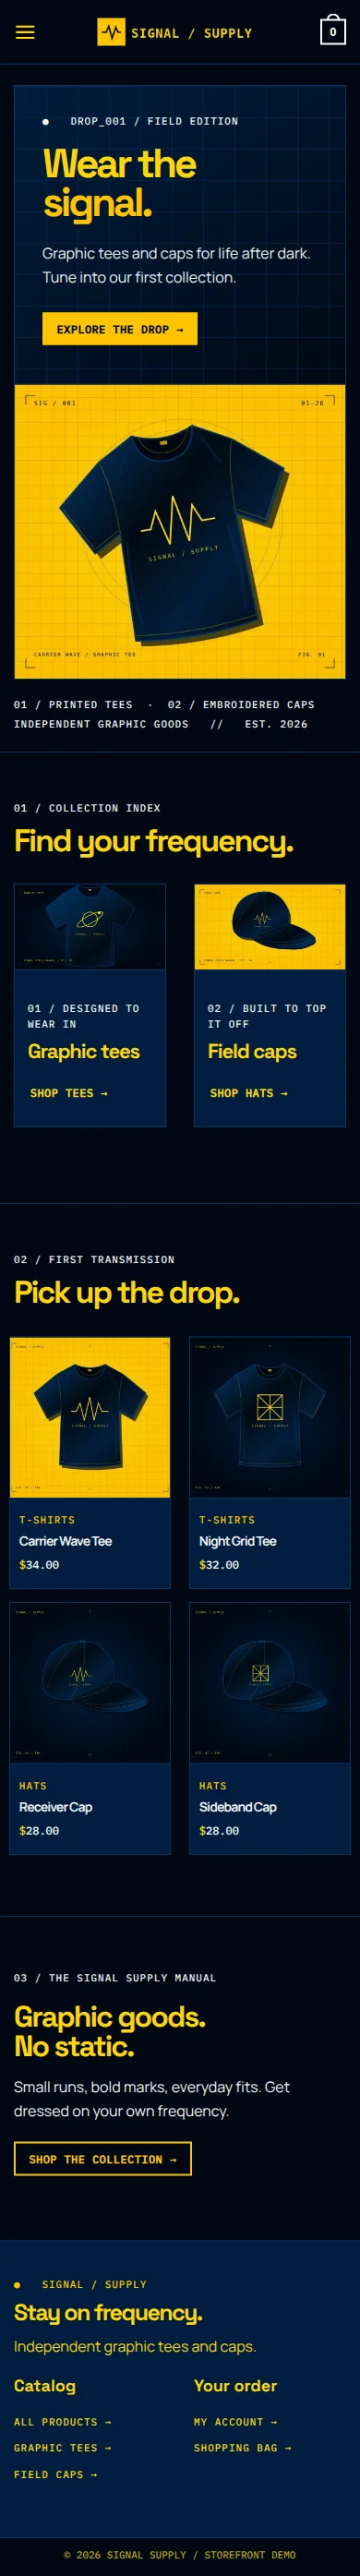 SIGNAL / SUPPLY
0
DROP_001 / FIELD EDITION
Wear the
signal.
Graphic tees and caps for life after dark.
Tune into our first collection.
EXPLORE THE DROP →
SIG / 001
01—26
SIGNAL / SUPPLY
CARRIER WAVE / GRAPHIC TEE
FIG. 01
01 / PRINTED TEES · 02 / EMBROIDERED CAPS
INDEPENDENT GRAPHIC GOODS // EST. 2026
01 / COLLECTION INDEX
Find your frequency.
01 / DESIGNED TO
WEAR IN
Graphic tees
SHOP TEES →
02 / BUILT TO TOP
IT OFF
Field caps
SHOP HATS →
02 / FIRST TRANSMISSION
Pick up the drop.
T-SHIRTS
Carrier Wave Tee
$34.00
T-SHIRTS
Night Grid Tee
$32.00
HATS
Receiver Cap
$28.00
HATS
Sideband Cap
$28.00
03 / THE SIGNAL SUPPLY MANUAL
Graphic goods.
No static.
Small runs, bold marks, everyday fits. Get
dressed on your own frequency.
SHOP THE COLLECTION →
SIGNAL / SUPPLY
Stay on frequency.
Independent graphic tees and caps.
Catalog
ALL PRODUCTS →
GRAPHIC TEES →
FIELD CAPS →
Your order
MY ACCOUNT →
SHOPPING BAG →
© 2026 SIGNAL SUPPLY / STOREFRONT DEMO